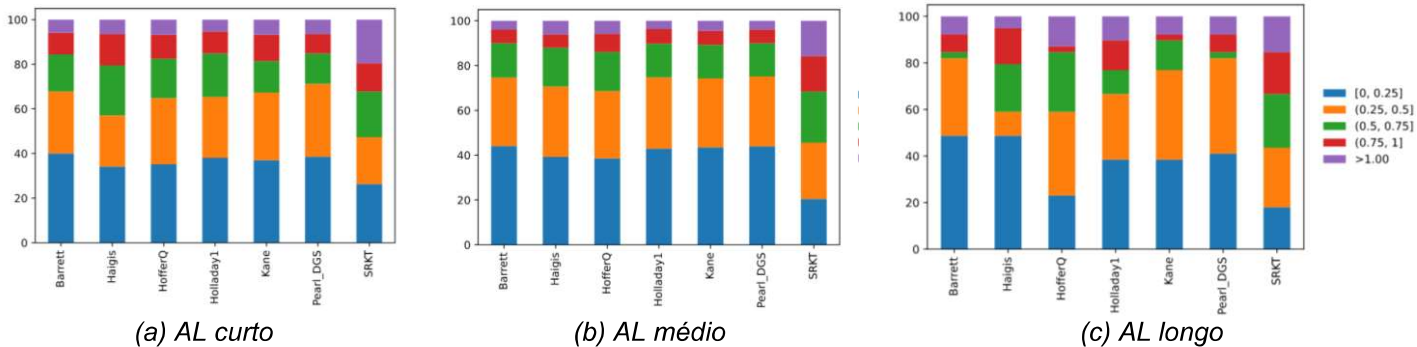 100
80
60
40
20
0
Barrett
Haigis
HofferQ
Holladay1
Kane
Pearl_DGS
SRKT
(a) AL curto
100
80
60
40
20
0
Barrett
Haigis
HofferQ
Holladay1
Kane
Pearl_DGS
SRKT
(b) AL médio
100
80
60
40
20
0
Barrett
Haigis
HofferQ
Holladay1
Kane
Pearl_DGS
SRKT
(c) AL longo
[0, 0.25]
(0.25, 0.5]
(0.5, 0.75]
(0.75, 1]
>1.00